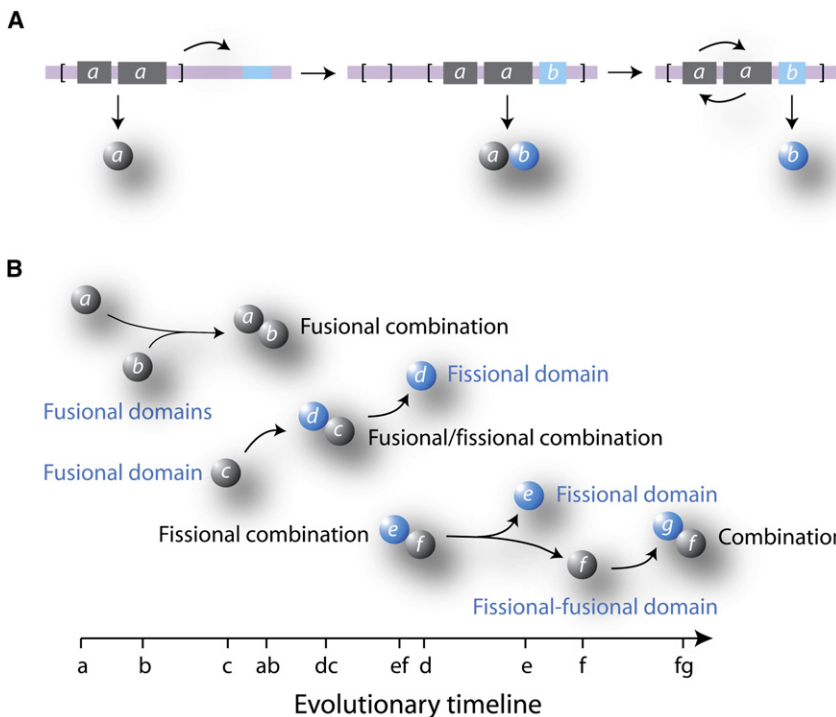 A
[ a a ]
[ ] [ a a b ]
[ a a b ]
a
a b
b
B
a
a b
Fusional combination
b
d
Fissional domain
Fusional domains
d c
Fusional/fissional combination
Fusional domain
c
e
Fissional domain
Fissional combination
e f
g f
Combination
f
Fissional-fusional domain
a b c ab dc ef d e f fg
Evolutionary timeline